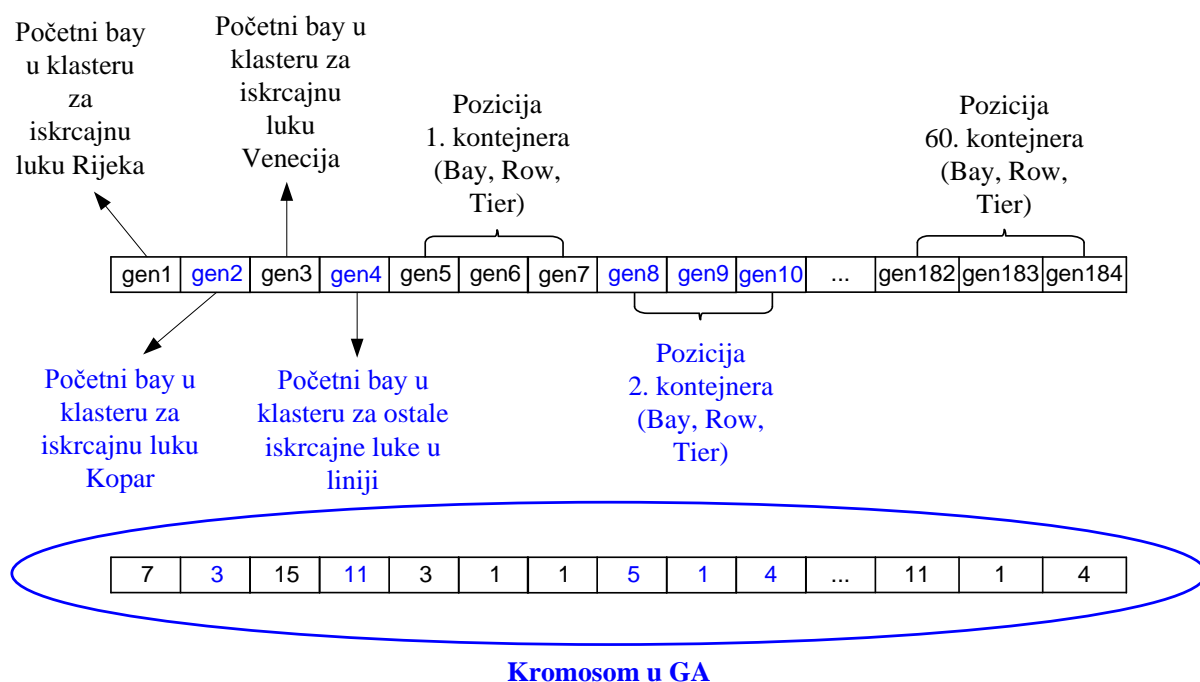 Početni bay
u klasteru
za
iskrcajnu
luku Rijeka
Početni bay u
klasteru za
iskrcajnu
luku
Venecija
Pozicija
1. kontejnera
(Bay, Row,
Tier)
Pozicija
60. kontejnera
(Bay, Row,
Tier)
gen1 gen2 gen3 gen4 gen5 gen6 gen7 gen8 gen9 gen10 ... gen182 gen183 gen184
Početni bay u
klasteru za
iskrcajnu luku
Kopar
Početni bay u
klasteru za ostale
iskrcajne luke u
liniji
Pozicija
2. kontejnera
(Bay, Row,
Tier)
7 3 15 11 3 1 1 5 1 4 ... 11 1 4
Kromosom u GA